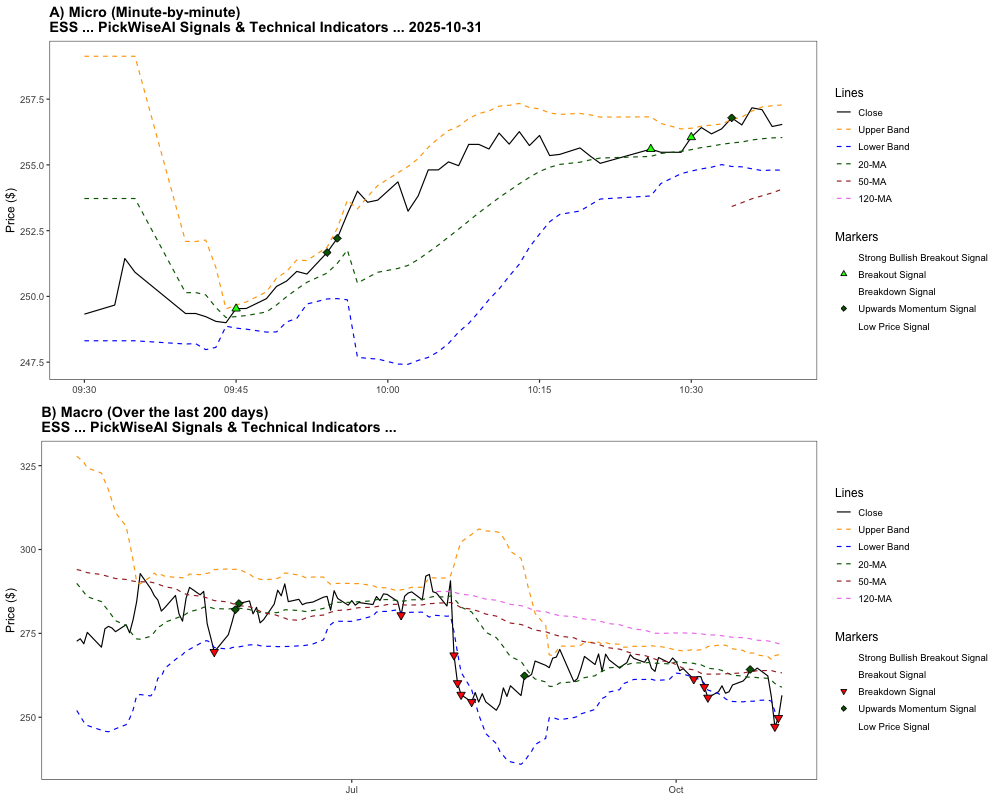 A) Micro (Minute-by-minute)
ESS ... PickWiseAI Signals & Technical Indicators ... 2025-10-31
Price ($)
257.5
255.0
252.5
250.0
247.5
09:30
09:45
10:00
10:15
10:30
Lines
Close
Upper Band
Lower Band
20-MA
50-MA
120-MA
Markers
Strong Bullish Breakout Signal
Breakout Signal
Breakdown Signal
Upwards Momentum Signal
Low Price Signal
B) Macro (Over the last 200 days)
ESS ... PickWiseAI Signals & Technical Indicators ...
Price ($)
325
300
275
250
Jul
Oct
Lines
Close
Upper Band
Lower Band
20-MA
50-MA
120-MA
Markers
Strong Bullish Breakout Signal
Breakout Signal
Breakdown Signal
Upwards Momentum Signal
Low Price Signal